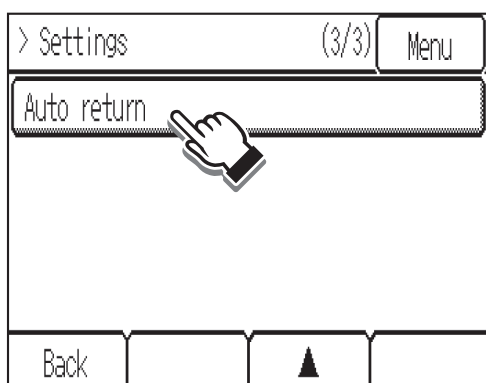 > Settings (3/3) Menu
Auto return
Back ▲